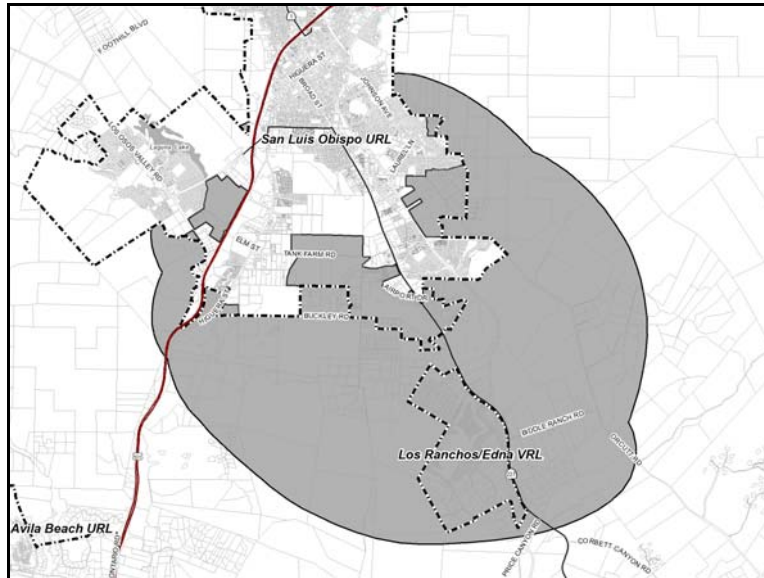 FOOTHILL BLVD
HIGUERA ST
BROAD ST
JOHNSON AVE
LOS OSOS VALLEY RD
Laguna Lake
San Luis Obispo URL
LAUREL LN
ELM ST
TANK FARM RD
AIRPORT DR
BUCKLEY RD
BIDDLE RANCH RD
ORCUTT RD
Los Ranchos/Edna VRL
Avila Beach URL
ONTARIO RD
PRICE CANYON RD
CORBETT CANYON RD